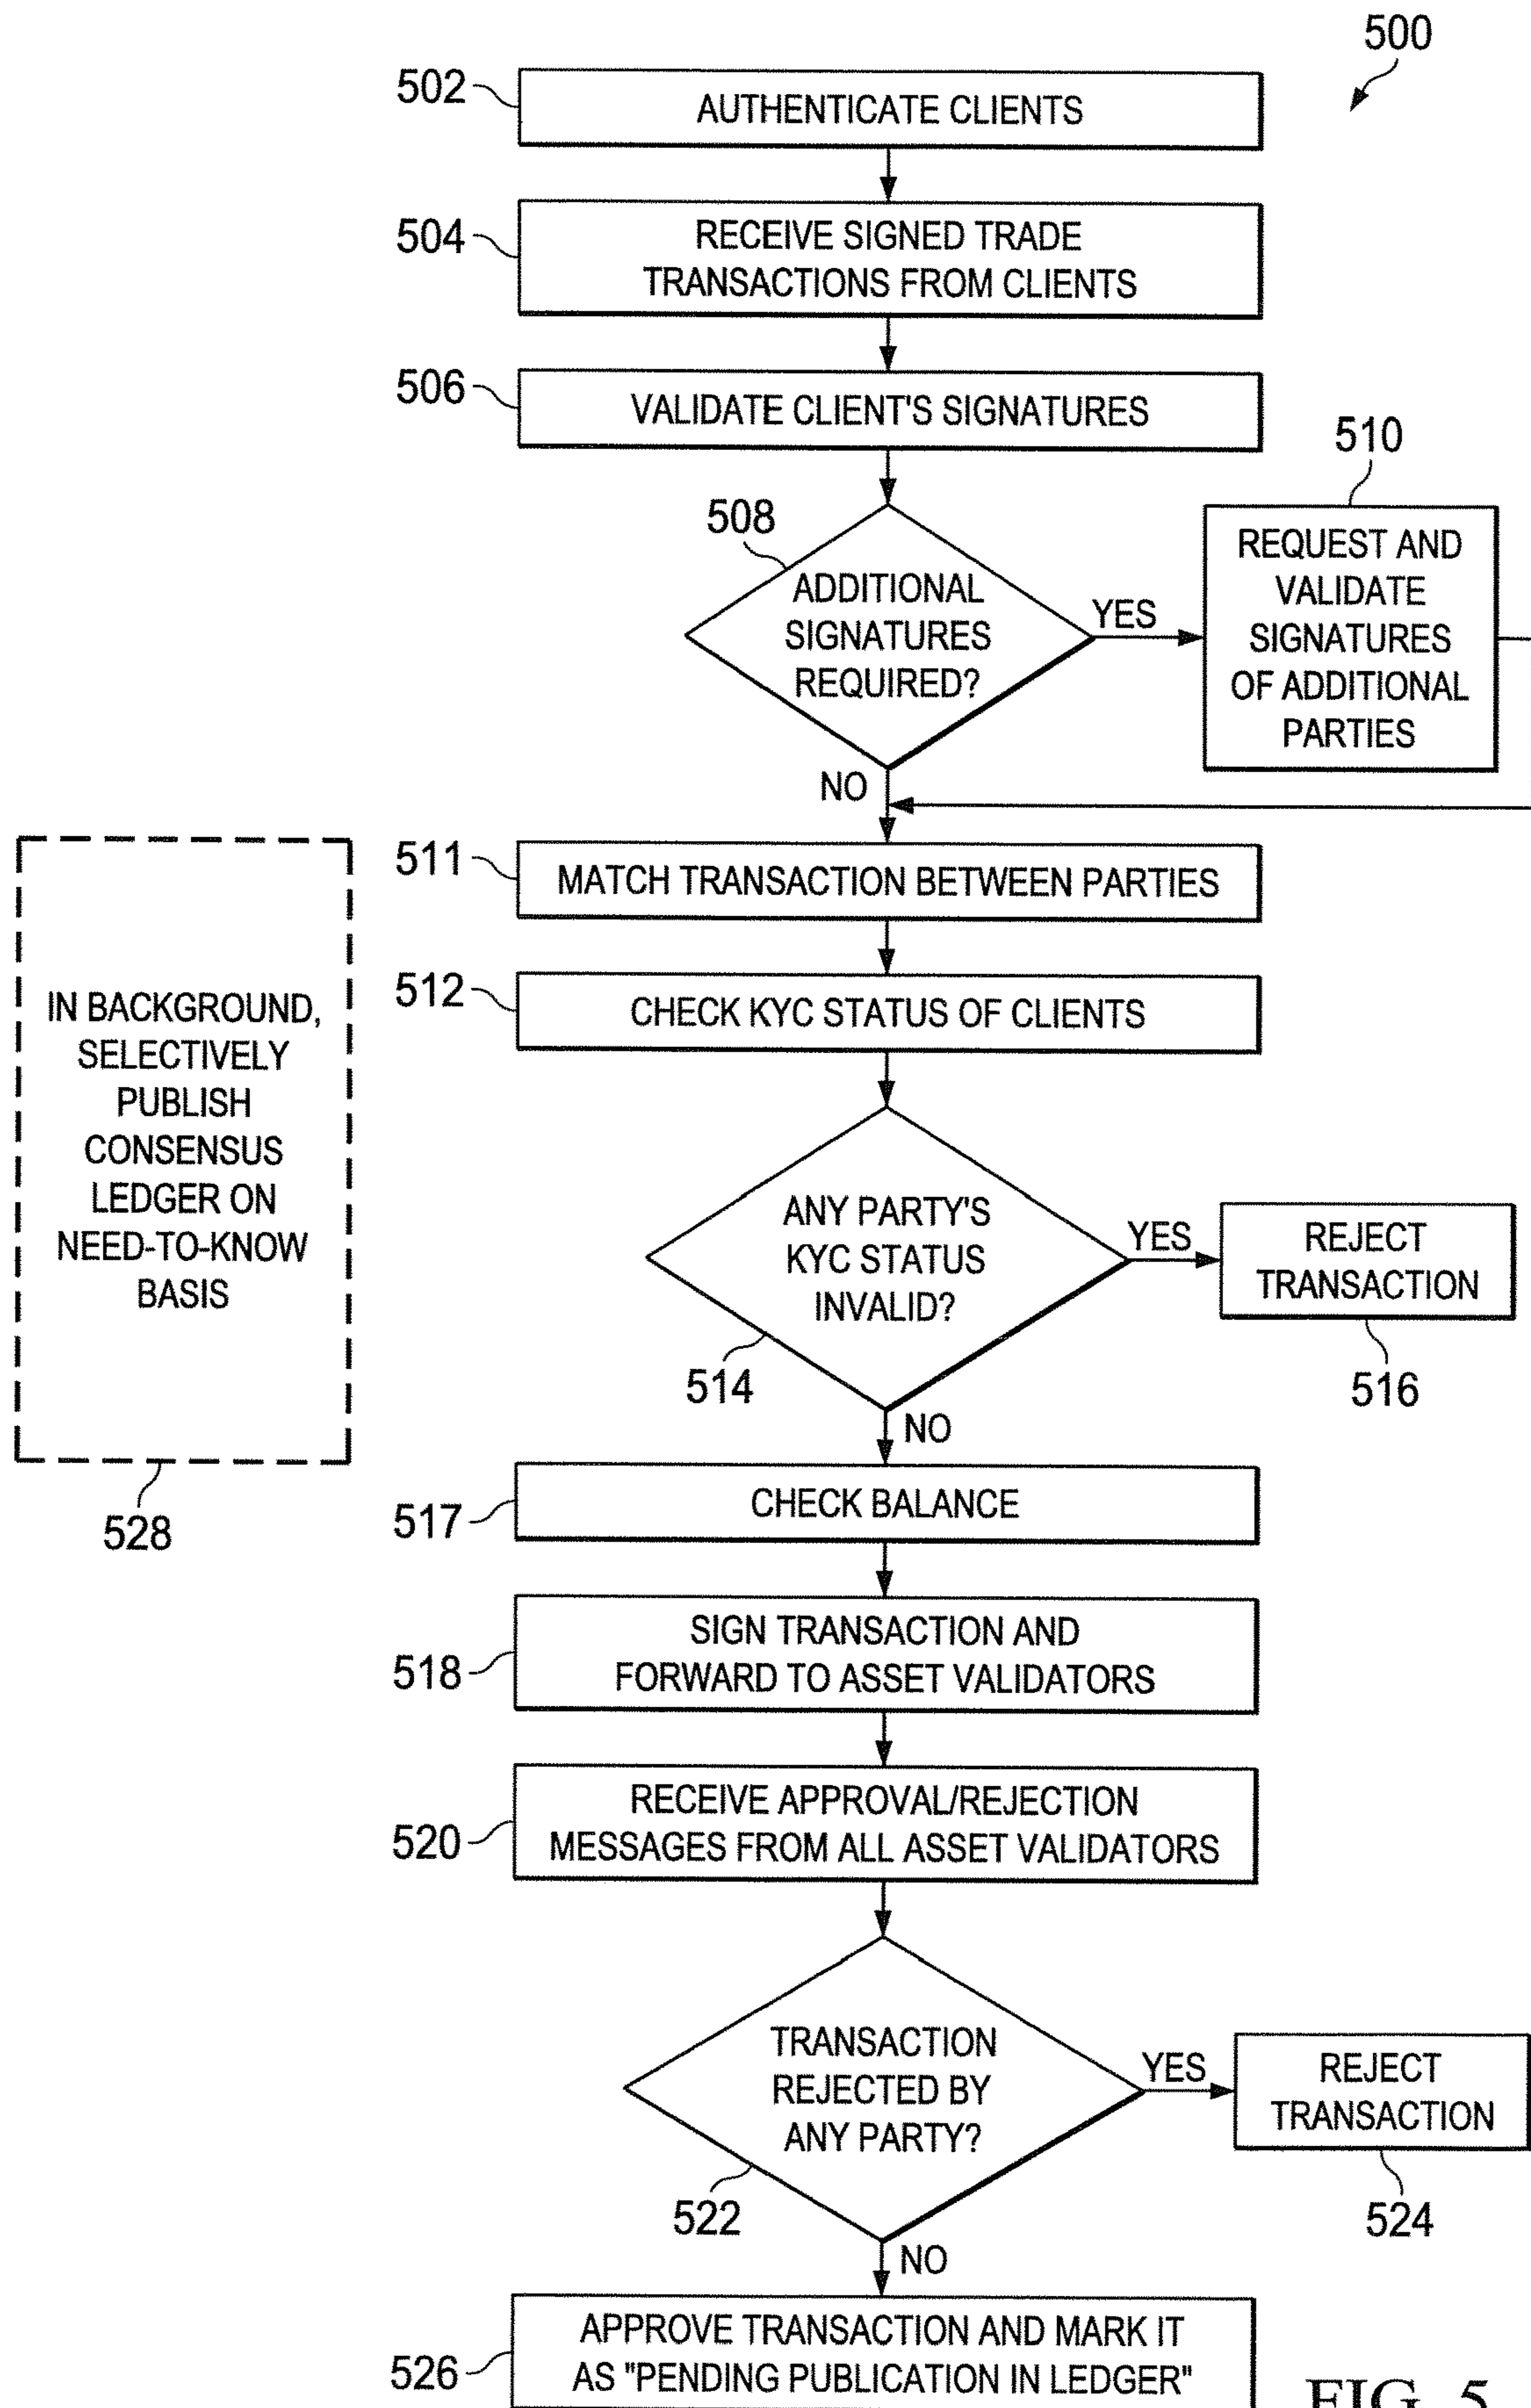 500
502
AUTHENTICATE CLIENTS
504
RECEIVE SIGNED TRADE
TRANSACTIONS FROM CLIENTS
506
VALIDATE CLIENT'S SIGNATURES
508
ADDITIONAL
SIGNATURES
REQUIRED?
YES
510
REQUEST AND
VALIDATE
SIGNATURES
OF ADDITIONAL
PARTIES
NO
511
MATCH TRANSACTION BETWEEN PARTIES
512
CHECK KYC STATUS OF CLIENTS
IN BACKGROUND,
SELECTIVELY
PUBLISH
CONSENSUS
LEDGER ON
NEED-TO-KNOW
BASIS
528
ANY PARTY'S
KYC STATUS
INVALID?
514
YES
REJECT
TRANSACTION
516
NO
517
CHECK BALANCE
518
SIGN TRANSACTION AND
FORWARD TO ASSET VALIDATORS
520
RECEIVE APPROVAL/REJECTION
MESSAGES FROM ALL ASSET VALIDATORS
TRANSACTION
REJECTED BY
ANY PARTY?
522
YES
REJECT
TRANSACTION
524
NO
526
APPROVE TRANSACTION AND MARK IT
AS "PENDING PUBLICATION IN LEDGER"
FIG. 5